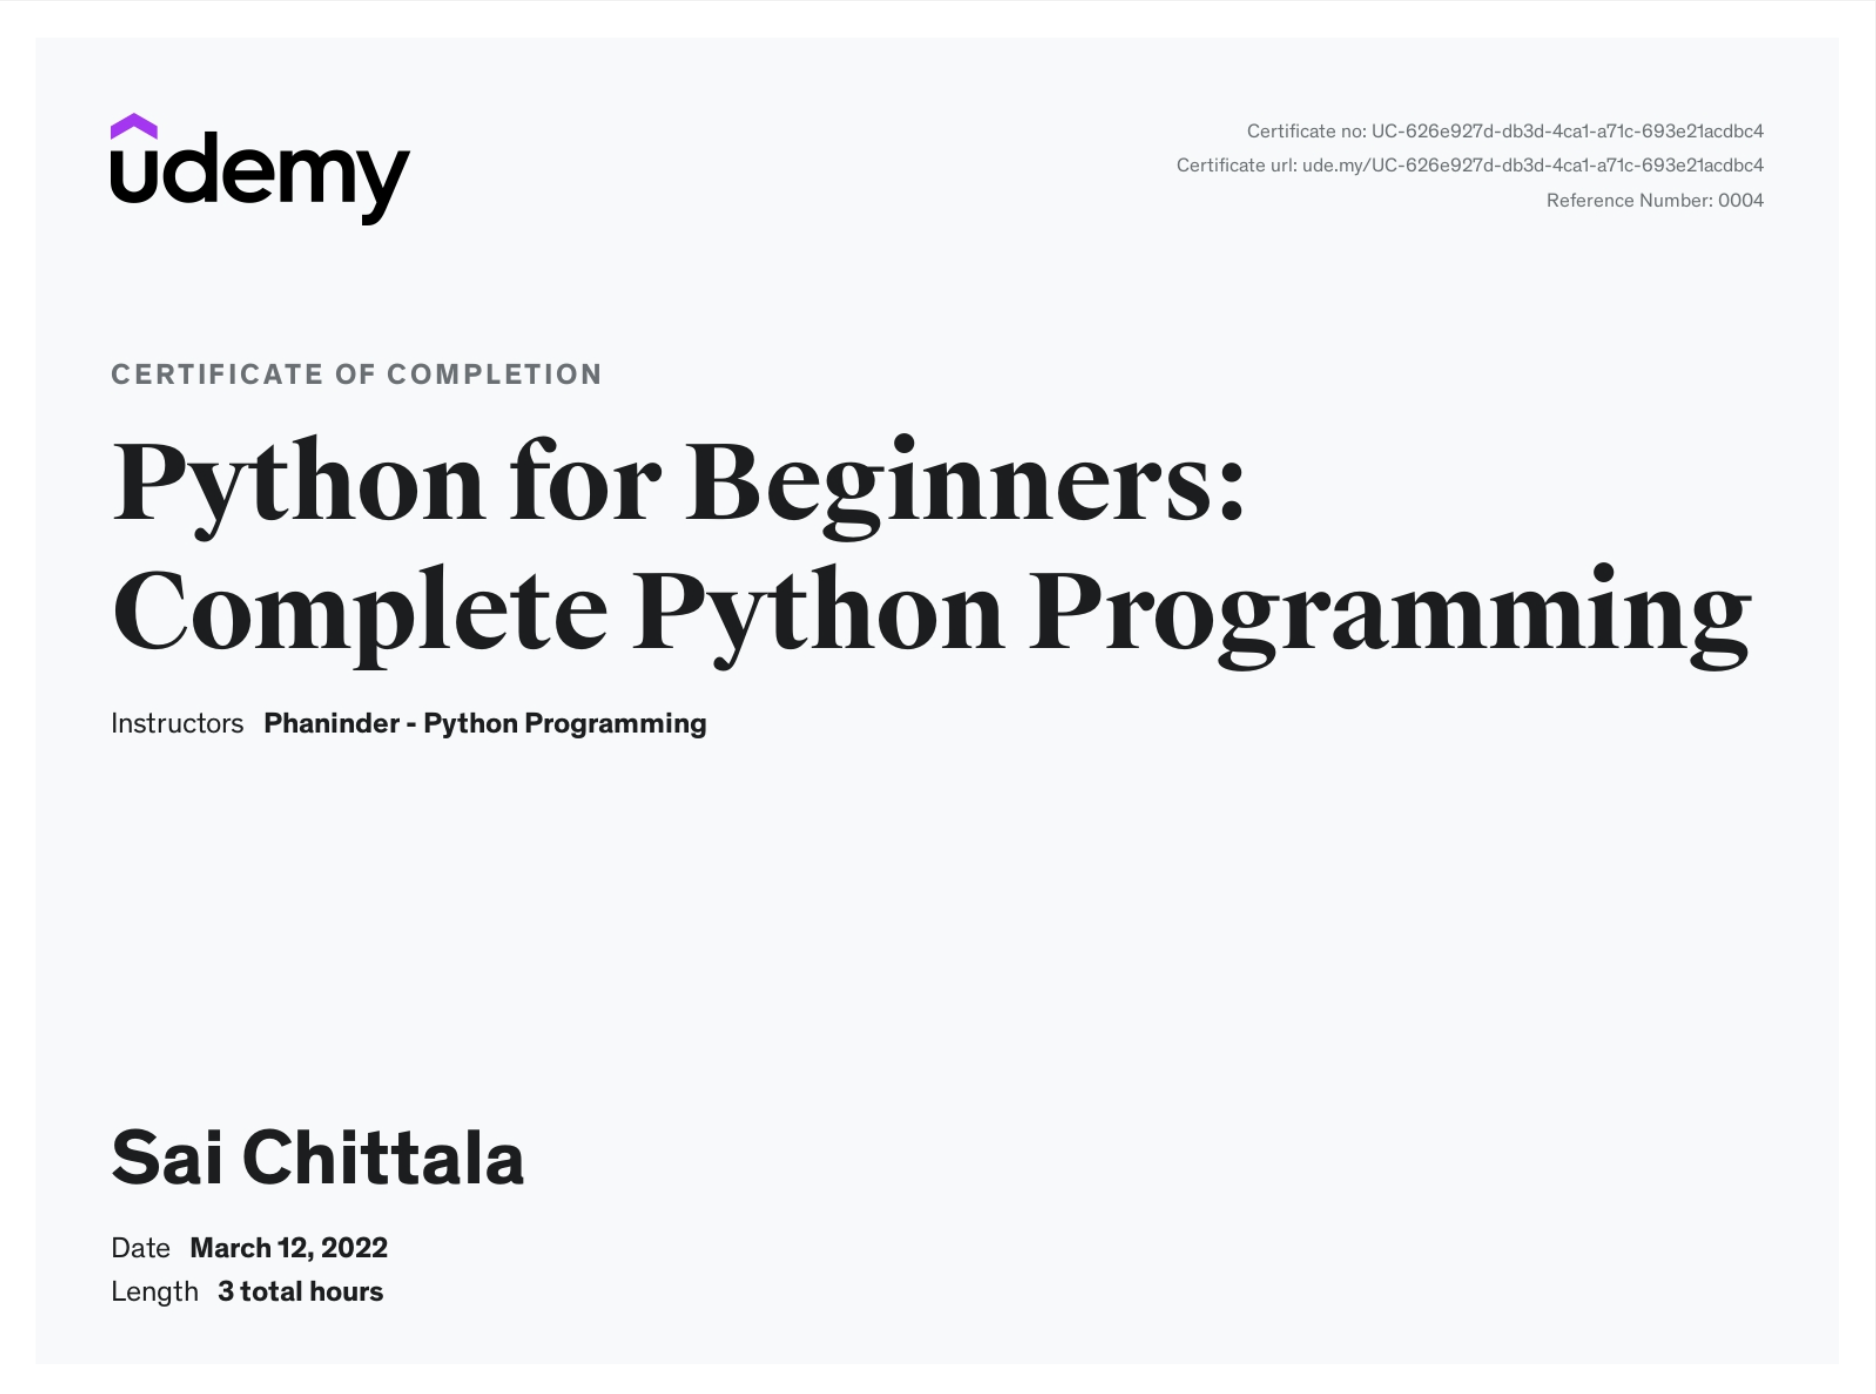 udemy
Certificate no: UC-626e927d-db3d-4ca1-a71c-693e21acdbc4
Certificate url: ude.my/UC-626e927d-db3d-4ca1-a71c-693e21acdbc4
Reference Number: 0004
CERTIFICATE OF COMPLETION
Python for Beginners:
Complete Python Programming
Instructors Phaninder - Python Programming
Sai Chittala
Date March 12, 2022
Length 3 total hours